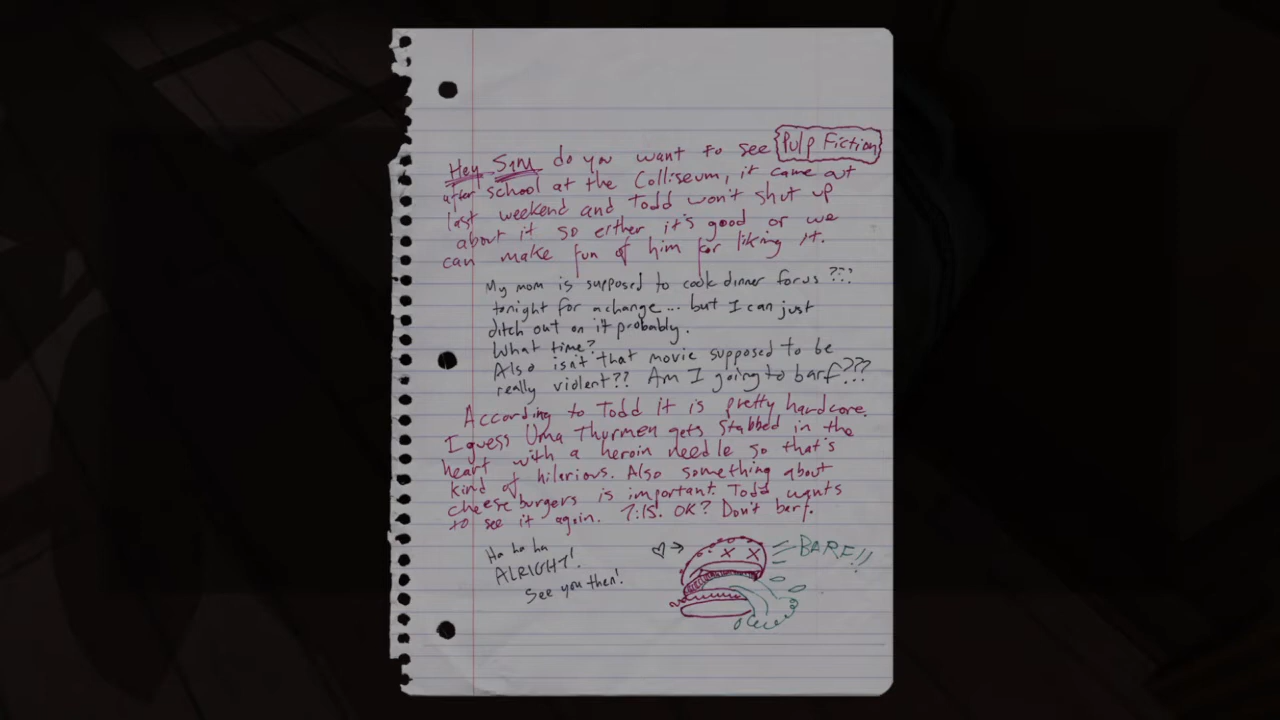 Hey Sam do you want to see Pulp Fiction
after school at the Colliseum, it came out
last weekend and Todd won't shut up
about it so either it's good or we
can make fun of him for liking it.
My mom is supposed to cook dinner for us ???
tonight for a change... but I can just
ditch out on it probably.
What time?
Also isn't that movie supposed to be
really violent?? Am I going to barf???
According to Todd it is pretty hardcore.
I guess Uma Thurmen gets stabbed in the
heart with a heroin needle so that's
kind of hilarious. Also something about
cheeseburgers is important. Todd wants
to see it again. 7:15. OK? Don't barf.
Ha ha ha
ALRIGHT!
See you then!
BARF!!